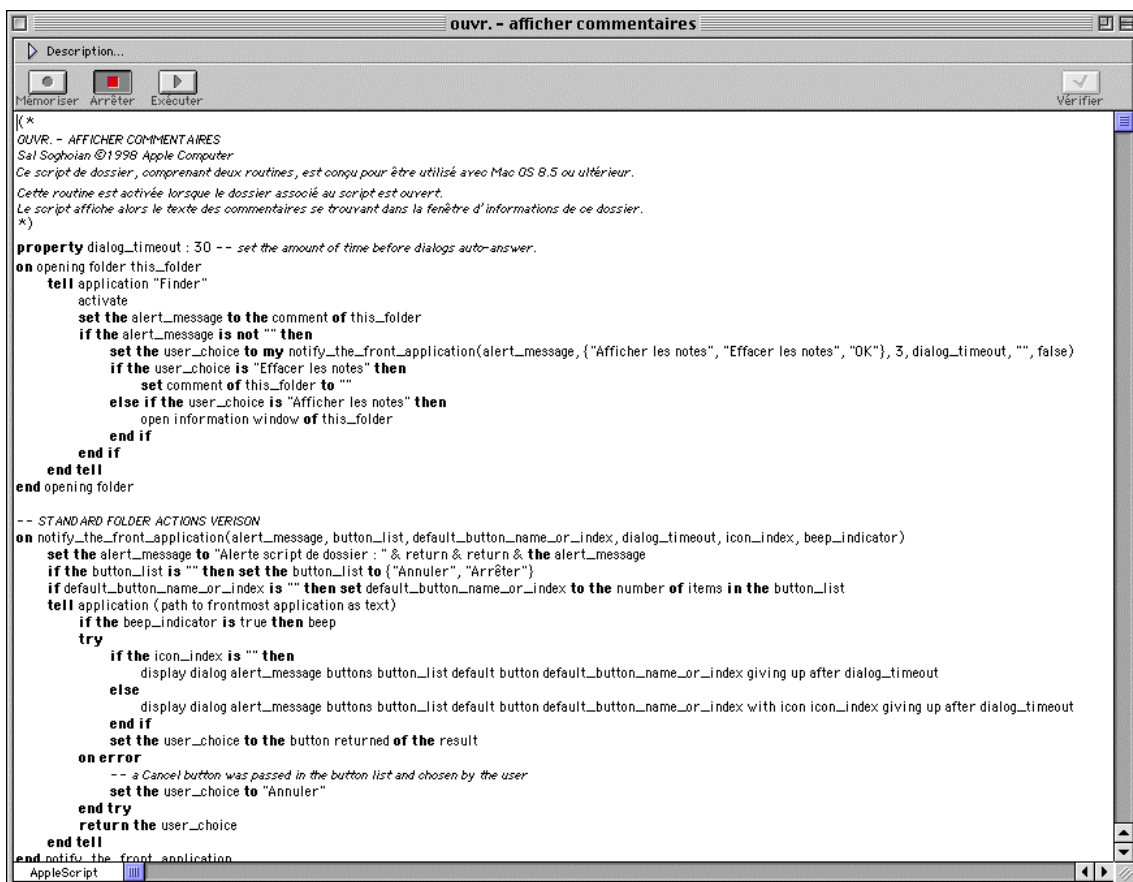 ouvr. - afficher commentaires
Description...
Mémoriser Arrêter Exécuter Vérifier
(*
OUVR. - AFFICHER COMMENTAIRES
Sal Soghoian ©1998 Apple Computer
Ce script de dossier, comprenant deux routines, est conçu pour être utilisé avec Mac OS 8.5 ou ultérieur.
Cette routine est activée lorsque le dossier associé au script est ouvert.
Le script affiche alors le texte des commentaires se trouvant dans la fenêtre d'informations de ce dossier.
*)
property dialog_timeout : 30 -- set the amount of time before dialogs auto-answer.
on opening folder this_folder
tell application "Finder"
activate
set the alert_message to the comment of this_folder
if the alert_message is not "" then
set the user_choice to my notify_the_front_application(alert_message, {"Afficher les notes", "Effacer les notes", "OK"}, 3, dialog_timeout, "", false)
if the user_choice is "Effacer les notes" then
set comment of this_folder to ""
else if the user_choice is "Afficher les notes" then
open information window of this_folder
end if
end if
end tell
end opening folder
-- STANDARD FOLDER ACTIONS VERISON
on notify_the_front_application(alert_message, button_list, default_button_name_or_index, dialog_timeout, icon_index, beep_indicator)
set the alert_message to "Alerte script de dossier : " & return & return & the alert_message
if the button_list is "" then set the button_list to {"Annuler", "Arrêter"}
if default_button_name_or_index is "" then set default_button_name_or_index to the number of items in the button_list
tell application (path to frontmost application as text)
if the beep_indicator is true then beep
try
if the icon_index is "" then
display dialog alert_message buttons button_list default button default_button_name_or_index giving up after dialog_timeout
else
display dialog alert_message buttons button_list default button default_button_name_or_index with icon icon_index giving up after dialog_timeout
end if
set the user_choice to the button returned of the result
on error
-- a Cancel button was passed in the button list and chosen by the user
set the user_choice to "Annuler"
end try
return the user_choice
end tell
end notify_the_front_application
AppleScript